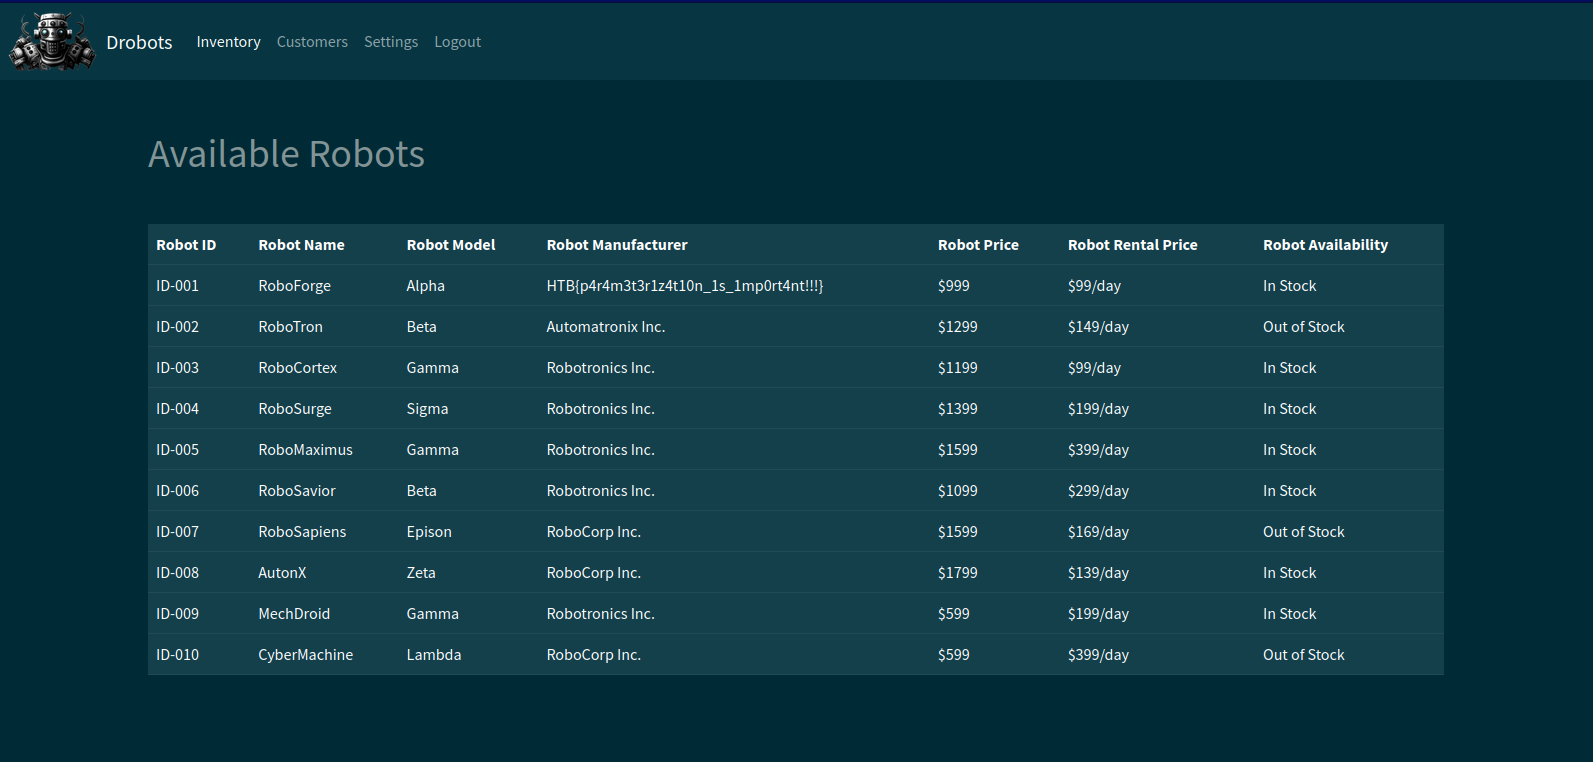 Drobots Inventory Customers Settings Logout
Available Robots
Robot ID Robot Name Robot Model Robot Manufacturer Robot Price Robot Rental Price Robot Availability
ID-001 RoboForge Alpha HTB{p4r4m3t3r1z4t10n_1s_1mp0rt4nt!!!} $999 $99/day In Stock
ID-002 RoboTron Beta Automatronix Inc. $1299 $149/day Out of Stock
ID-003 RoboCortex Gamma Robotronics Inc. $1199 $99/day In Stock
ID-004 RoboSurge Sigma Robotronics Inc. $1399 $199/day In Stock
ID-005 RoboMaximus Gamma Robotronics Inc. $1599 $399/day In Stock
ID-006 RoboSavior Beta Robotronics Inc. $1099 $299/day In Stock
ID-007 RoboSapiens Epison RoboCorp Inc. $1599 $169/day Out of Stock
ID-008 AutonX Zeta RoboCorp Inc. $1799 $139/day In Stock
ID-009 MechDroid Gamma Robotronics Inc. $599 $199/day In Stock
ID-010 CyberMachine Lambda RoboCorp Inc. $599 $399/day Out of Stock